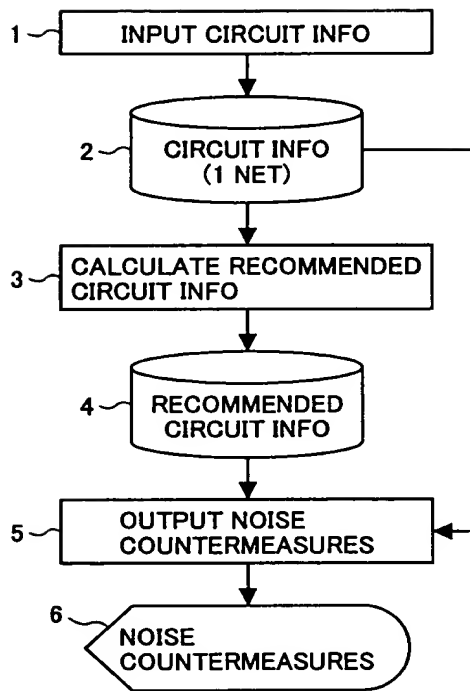 1 INPUT CIRCUIT INFO
2 CIRCUIT INFO
(1 NET)
3 CALCULATE RECOMMENDED
CIRCUIT INFO
4 RECOMMENDED
CIRCUIT INFO
5 OUTPUT NOISE
COUNTERMEASURES
6 NOISE
COUNTERMEASURES